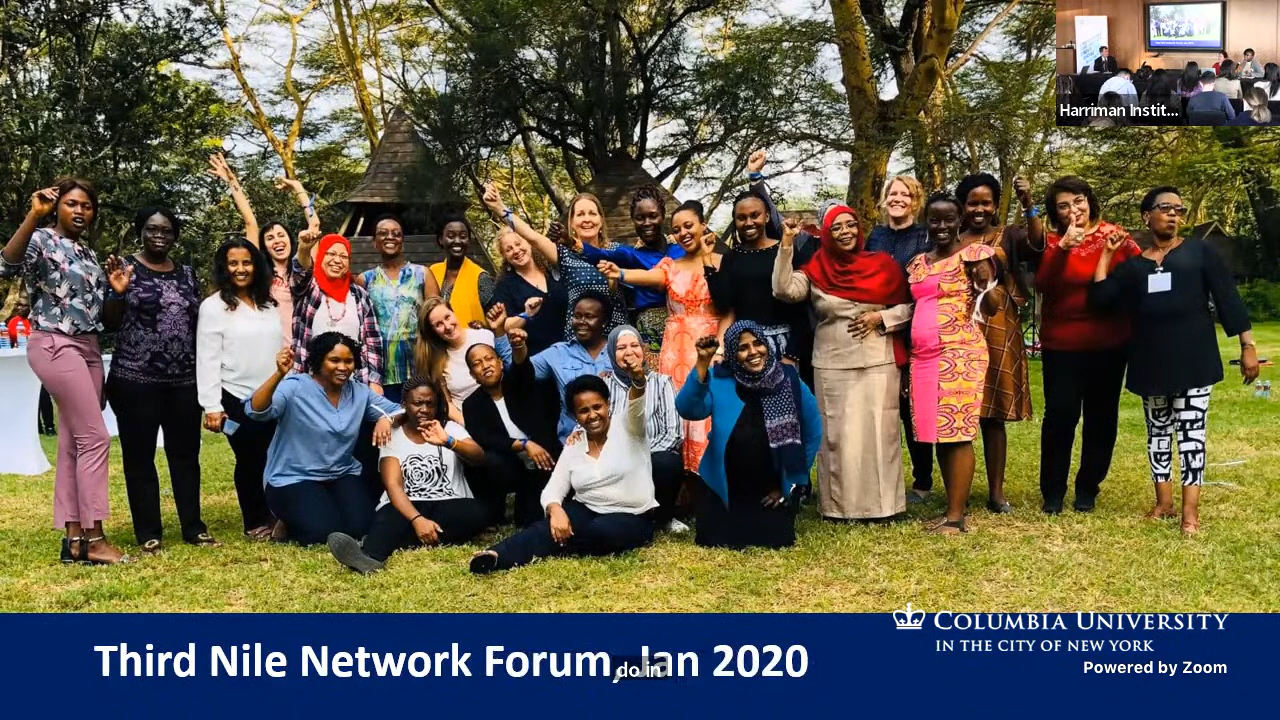 Harriman Instit...
COLUMBIA UNIVERSITY
IN THE CITY OF NEW YORK
Third Nile Network Forum, Jan 2020
do in
Powered by Zoom